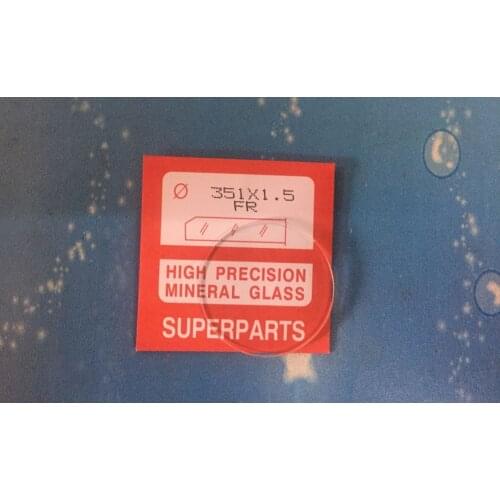 Ø 351X1.5
FR
HIGH PRECISION
MINERAL GLASS
SUPERPARTS